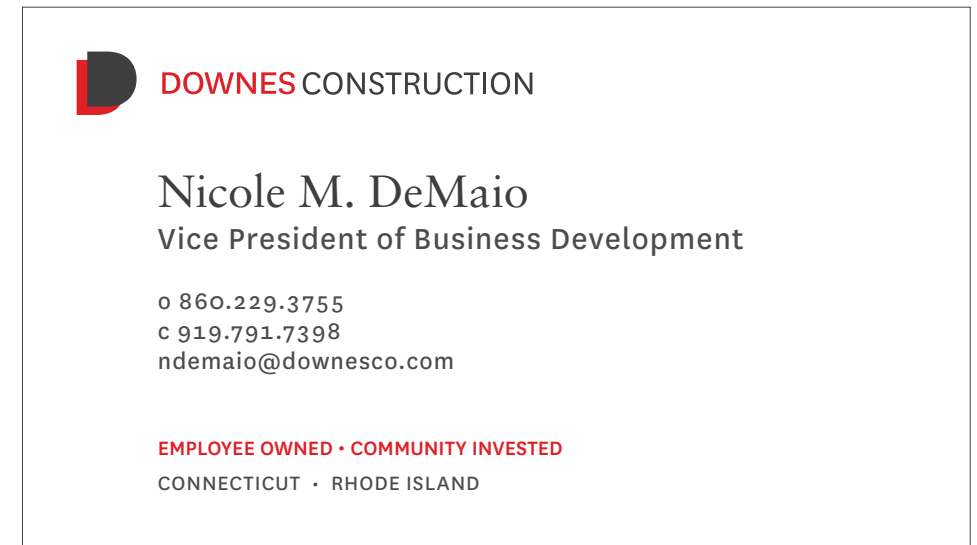 DOWNES CONSTRUCTION
Nicole M. DeMaio
Vice President of Business Development
o 860.229.3755
c 919.791.7398
ndemaio@downesco.com
EMPLOYEE OWNED • COMMUNITY INVESTED
CONNECTICUT • RHODE ISLAND